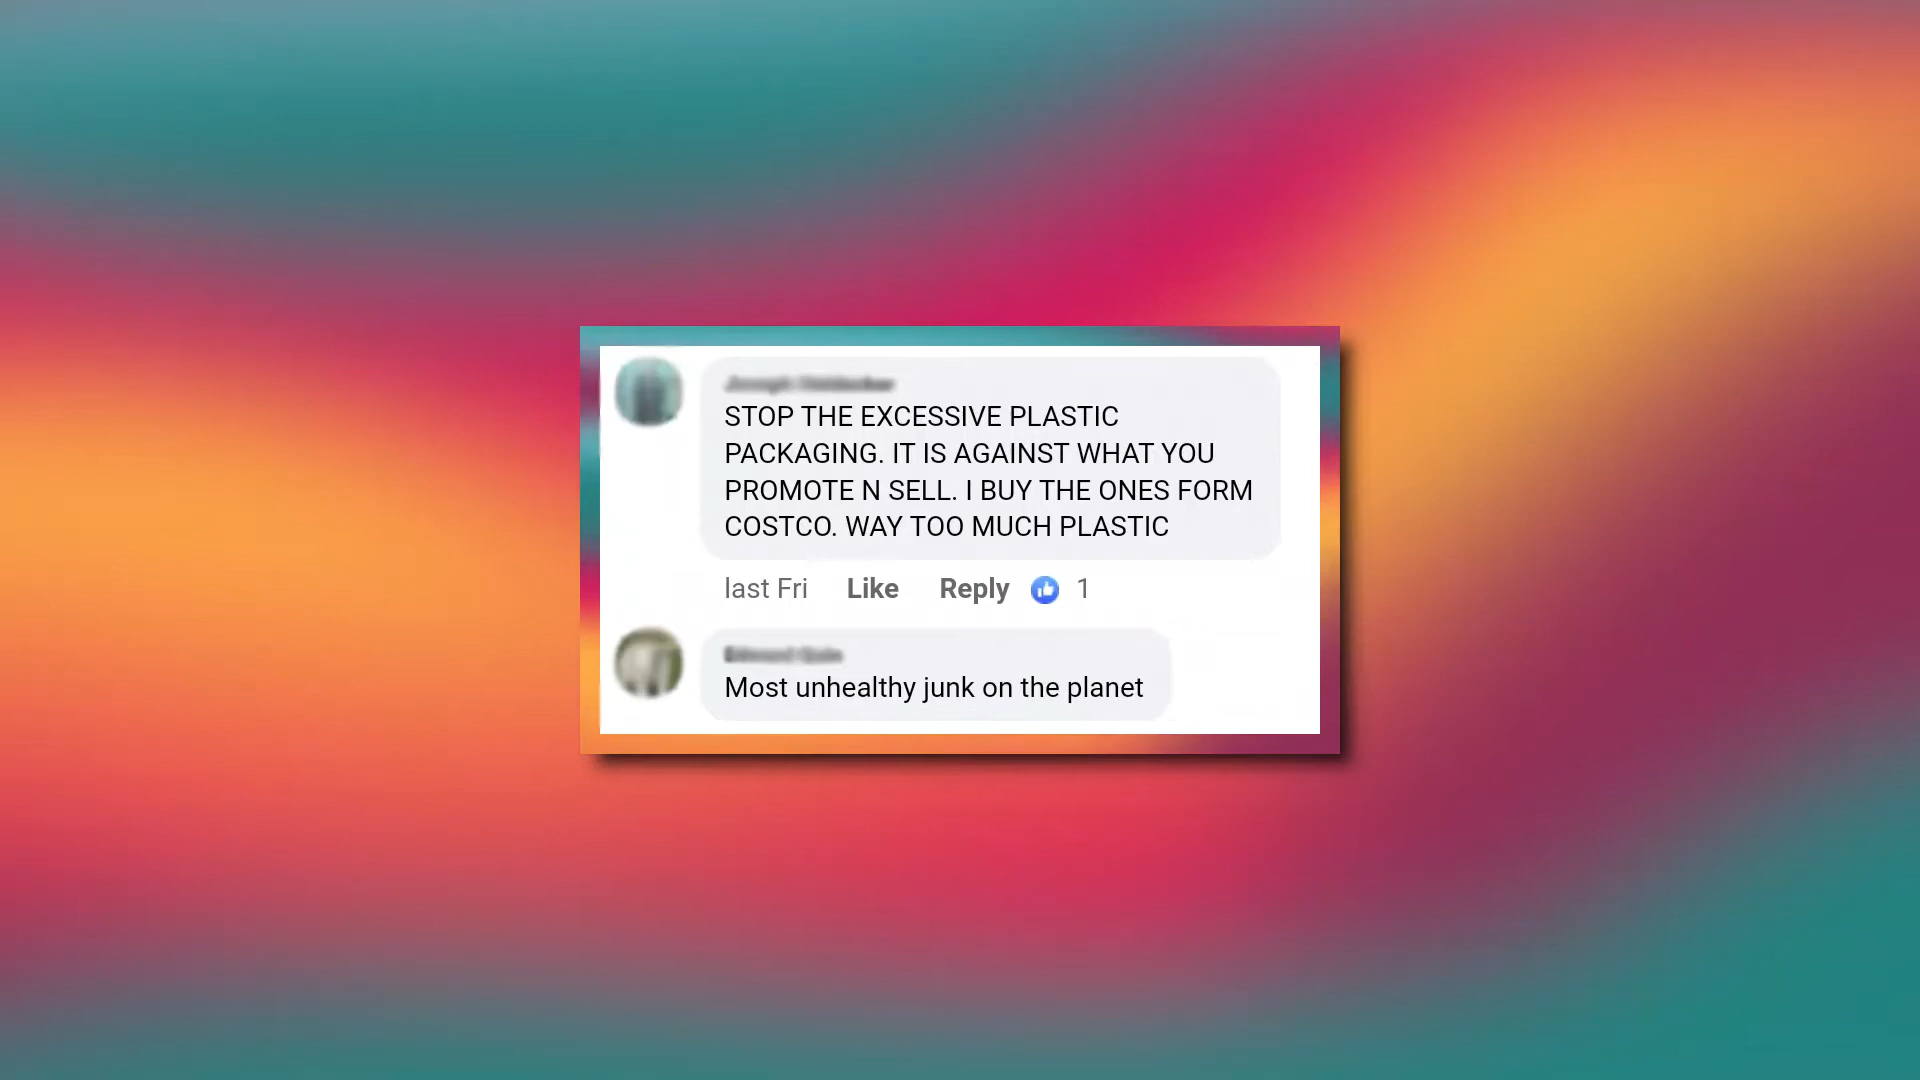 STOP THE EXCESSIVE PLASTIC
PACKAGING. IT IS AGAINST WHAT YOU
PROMOTE N SELL. I BUY THE ONES FORM
COSTCO. WAY TOO MUCH PLASTIC
last Fri Like Reply 1
Most unhealthy junk on the planet